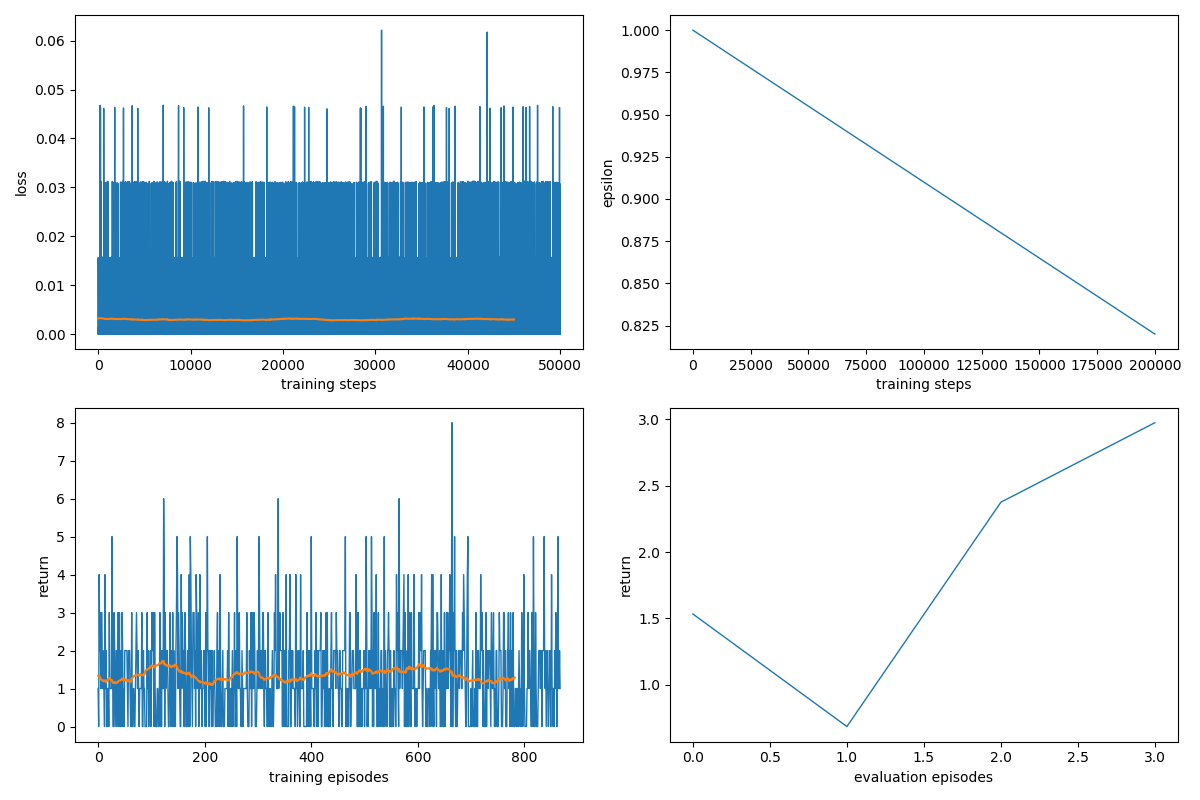 0.06
0.05
0.04
0.03
0.02
0.01
0.00
loss
0 10000 20000 30000 40000 50000
training steps
1.000
0.975
0.950
0.925
0.900
0.875
0.850
0.825
epsilon
0 25000 50000 75000 100000 125000 150000 175000 200000
training steps
8
7
6
5
4
3
2
1
0
return
0 200 400 600 800
training episodes
3.0
2.5
2.0
1.5
1.0
return
0.0 0.5 1.0 1.5 2.0 2.5 3.0
evaluation episodes